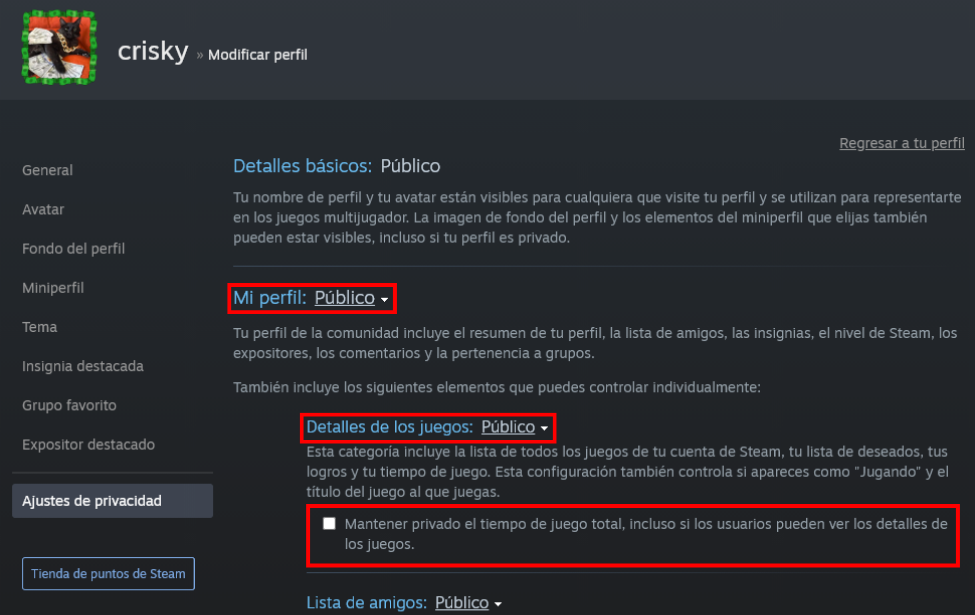 crisky » Modificar perfil
Regresar a tu perfil
General
Avatar
Fondo del perfil
Miniperfil
Tema
Insignia destacada
Grupo favorito
Expositor destacado
Ajustes de privacidad
Tienda de puntos de Steam
Detalles básicos: Público
Tu nombre de perfil y tu avatar están visibles para cualquiera que visite tu perfil y se utilizan para representarte
en los juegos multijugador. La imagen de fondo del perfil y los elementos del miniperfil que elijas también
pueden estar visibles, incluso si tu perfil es privado.
Mi perfil: Público
Tu perfil de la comunidad incluye el resumen de tu perfil, la lista de amigos, las insignias, el nivel de Steam, los
expositores, los comentarios y la pertenencia a grupos.
También incluye los siguientes elementos que puedes controlar individualmente:
Detalles de los juegos: Público
Esta categoría incluye la lista de todos los juegos de tu cuenta de Steam, tu lista de deseados, tus
logros y tu tiempo de juego. Esta configuración también controla si apareces como "Jugando" y el
título del juego al que juegas.
Mantener privado el tiempo de juego total, incluso si los usuarios pueden ver los detalles de
los juegos.
Lista de amigos: Público